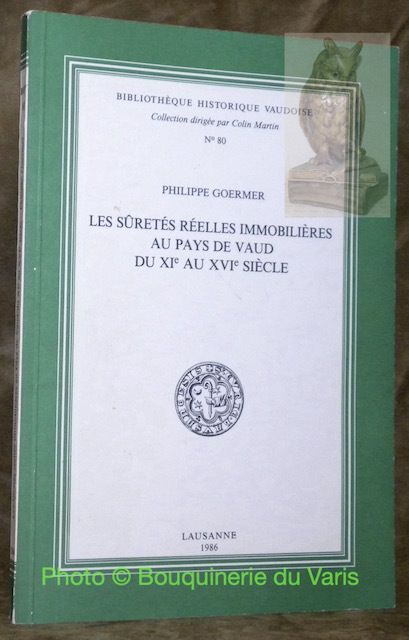 BIBLIOTHÈQUE HISTORIQUE VAUDOISE
Collection dirigée par Colin Martin
Nº 80
PHILIPPE GOERMER
LES SÛRETÉS RÉELLES IMMOBILIÈRES
AU PAYS DE VAUD
DU XIe AU XVIe SIÈCLE
LAUSANNE
1986
Photo © Bouquinerie du Varis